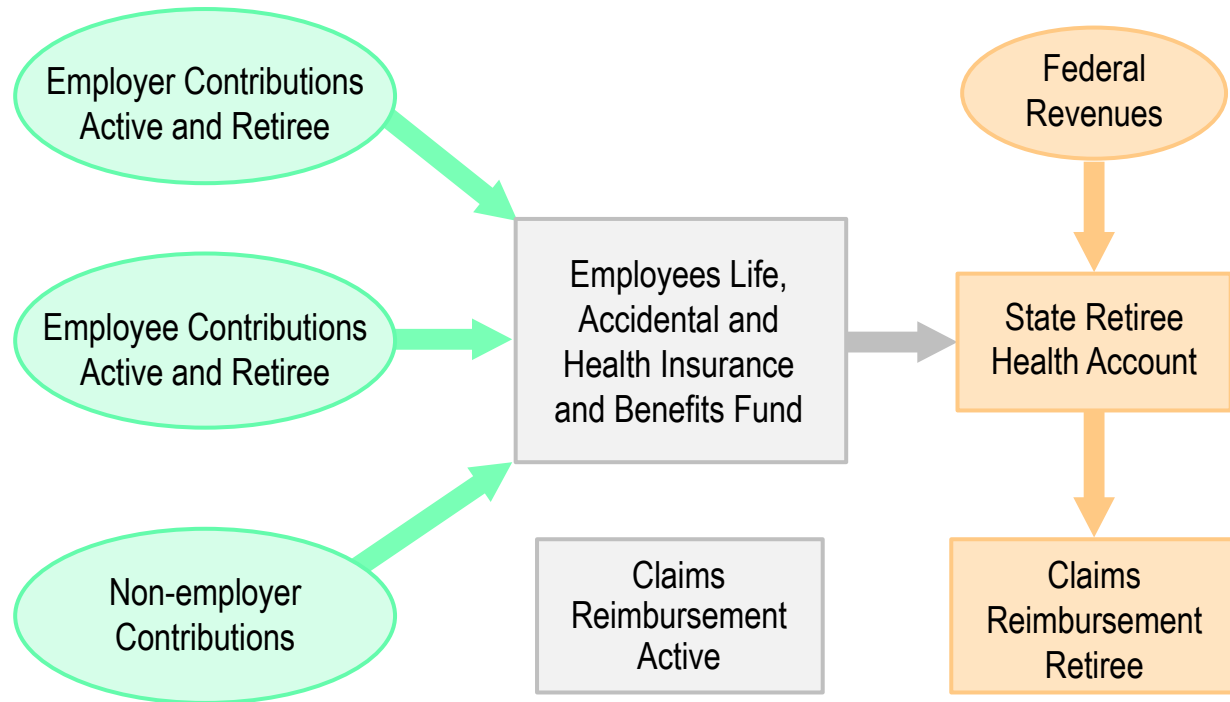 Employer Contributions
Active and Retiree
Federal
Revenues
Employee Contributions
Active and Retiree
Employees Life,
Accidental and
Health Insurance
and Benefits Fund
State Retiree
Health Account
Non-employer
Contributions
Claims
Reimbursement
Active
Claims
Reimbursement
Retiree